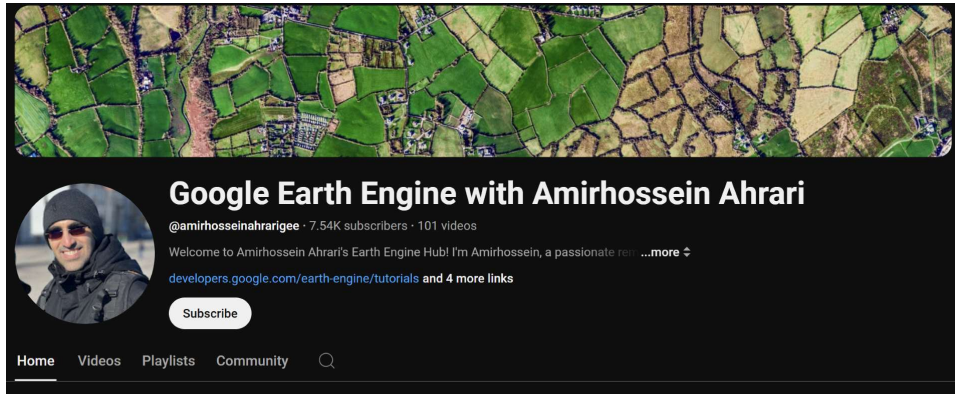 Google Earth Engine with Amirhossein Ahrari
@amirhosseinahrarigee · 7.54K subscribers · 101 videos
Welcome to Amirhossein Ahrari's Earth Engine Hub! I'm Amirhossein, a passionate rem ...more
developers.google.com/earth-engine/tutorials and 4 more links
Subscribe
Home Videos Playlists Community